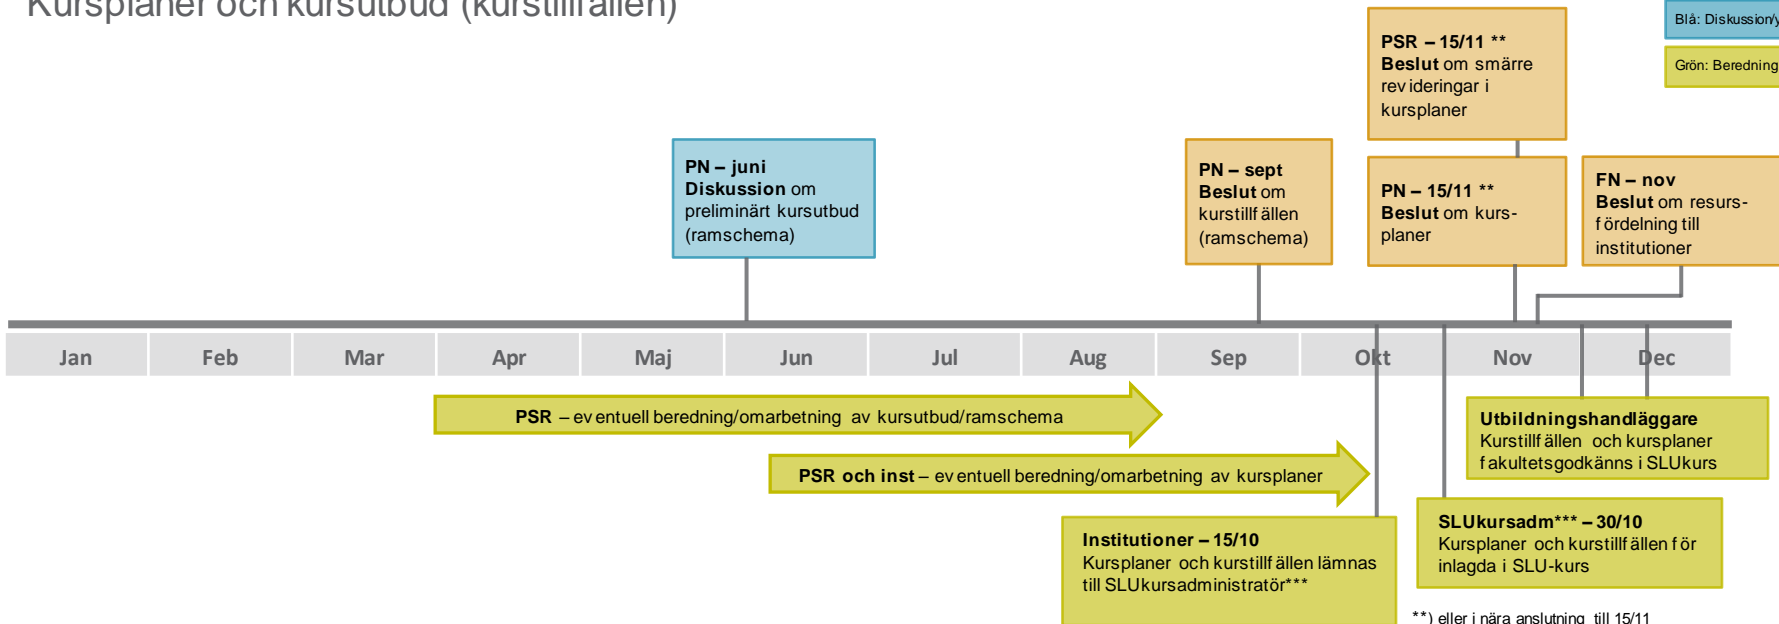 Kursplaner och kursutbud (kurstillfällen)
Blå: Diskussion/y
Grön: Beredning
PSR – 15/11 **
Beslut om smärre
revideringar i
kursplaner
PN – juni
Diskussion om
preliminärt kursutbud
(ramschema)
PN – sept
Beslut om
kurstillfällen
(ramschema)
PN – 15/11 **
Beslut om kurs-
planer
FN – nov
Beslut om resurs-
fördelning till
institutioner
Jan Feb Mar Apr Maj Jun Jul Aug Sep Okt Nov Dec
PSR – eventuell beredning/omarbetning av kursutbud/ramschema
PSR och inst – eventuell beredning/omarbetning av kursplaner
Utbildningshandläggare
Kurstillfällen och kursplaner
fakultetsgodkänns i SLUkurs
Institutioner – 15/10
Kursplaner och kurstillfällen lämnas
till SLUkursadministratör***
SLUkursadm*** – 30/10
Kursplaner och kurstillfällen för
inlagda i SLU-kurs
**) eller i nära anslutning till 15/11